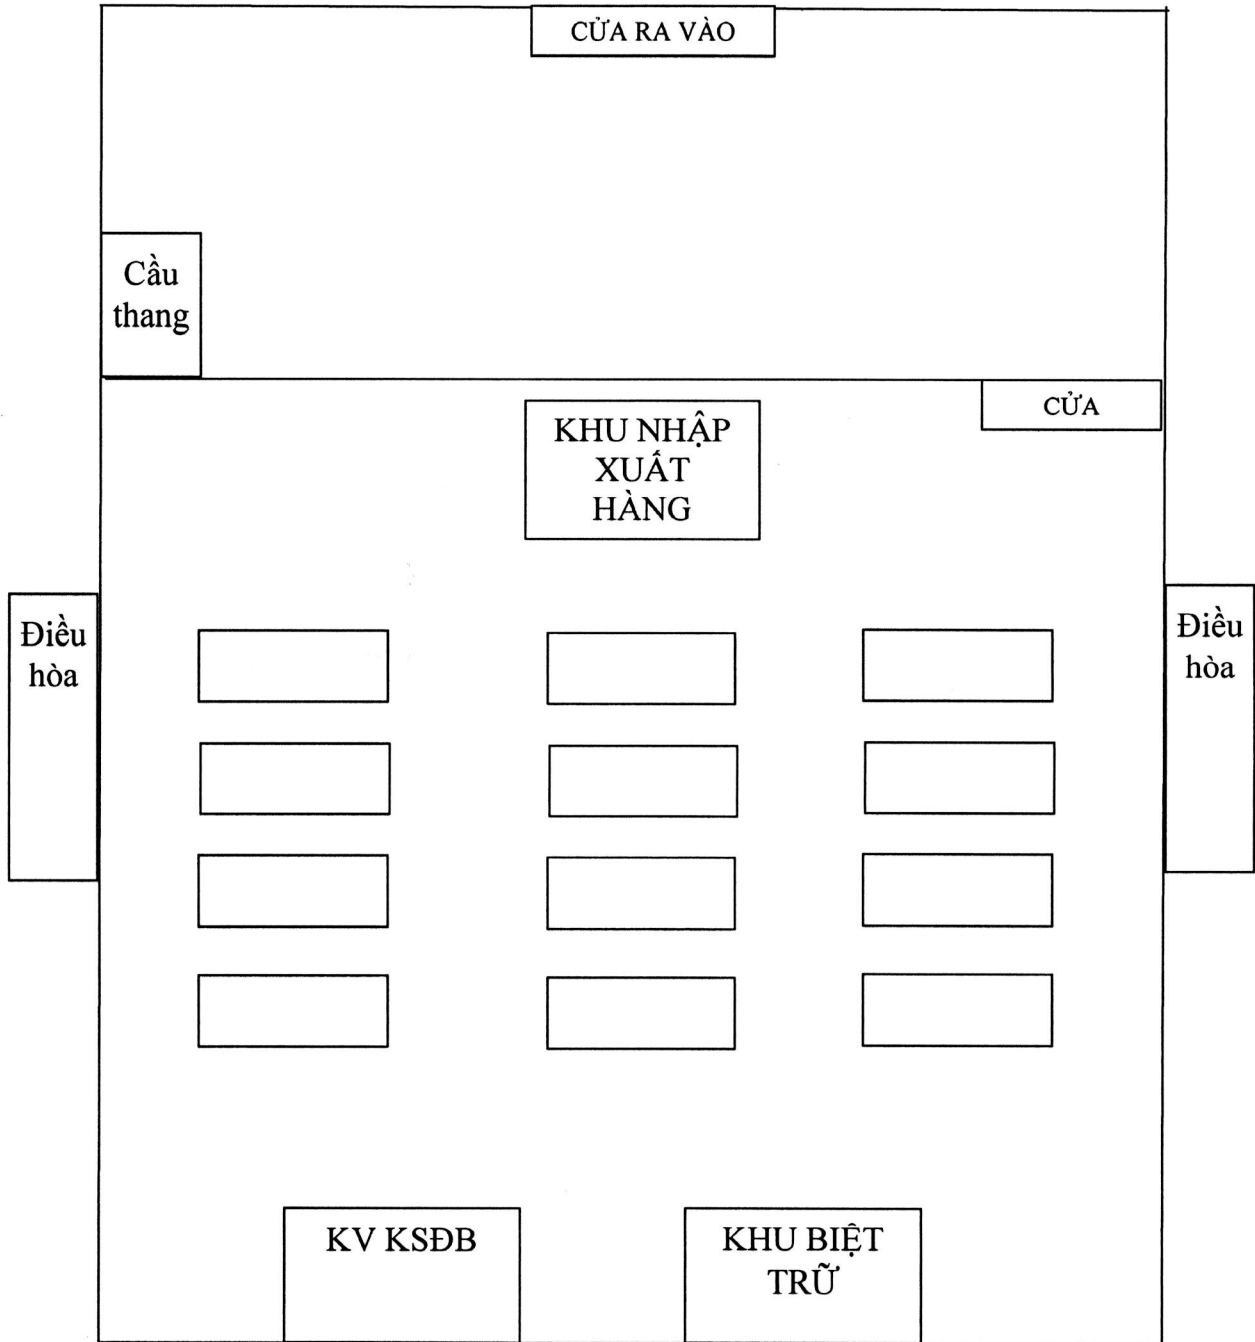 CỬA RA VÀO
Cầu
thang
CỬA
KHU NHẬP
XUẤT
HÀNG
Điều
hòa
Điều
hòa
KV KSĐB
KHU BIỆT
TRỮ